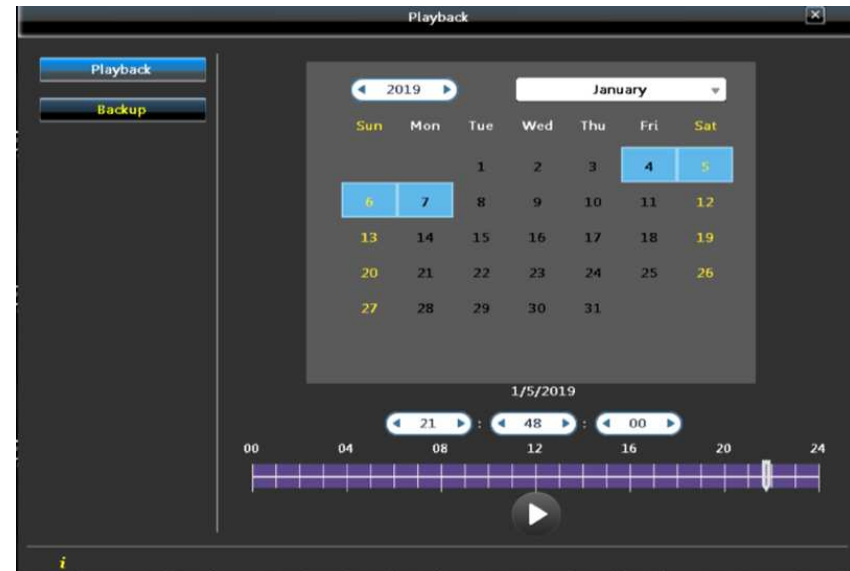 Playback
Playback
Backup
2019 January
Sun Mon Tue Wed Thu Fri Sat
1 2 3 4 5
6 7 8 9 10 11 12
13 14 15 16 17 18 19
20 21 22 23 24 25 26
27 28 29 30 31
1/5/2019
21 : 48 : 00
00 04 08 12 16 20 24
i